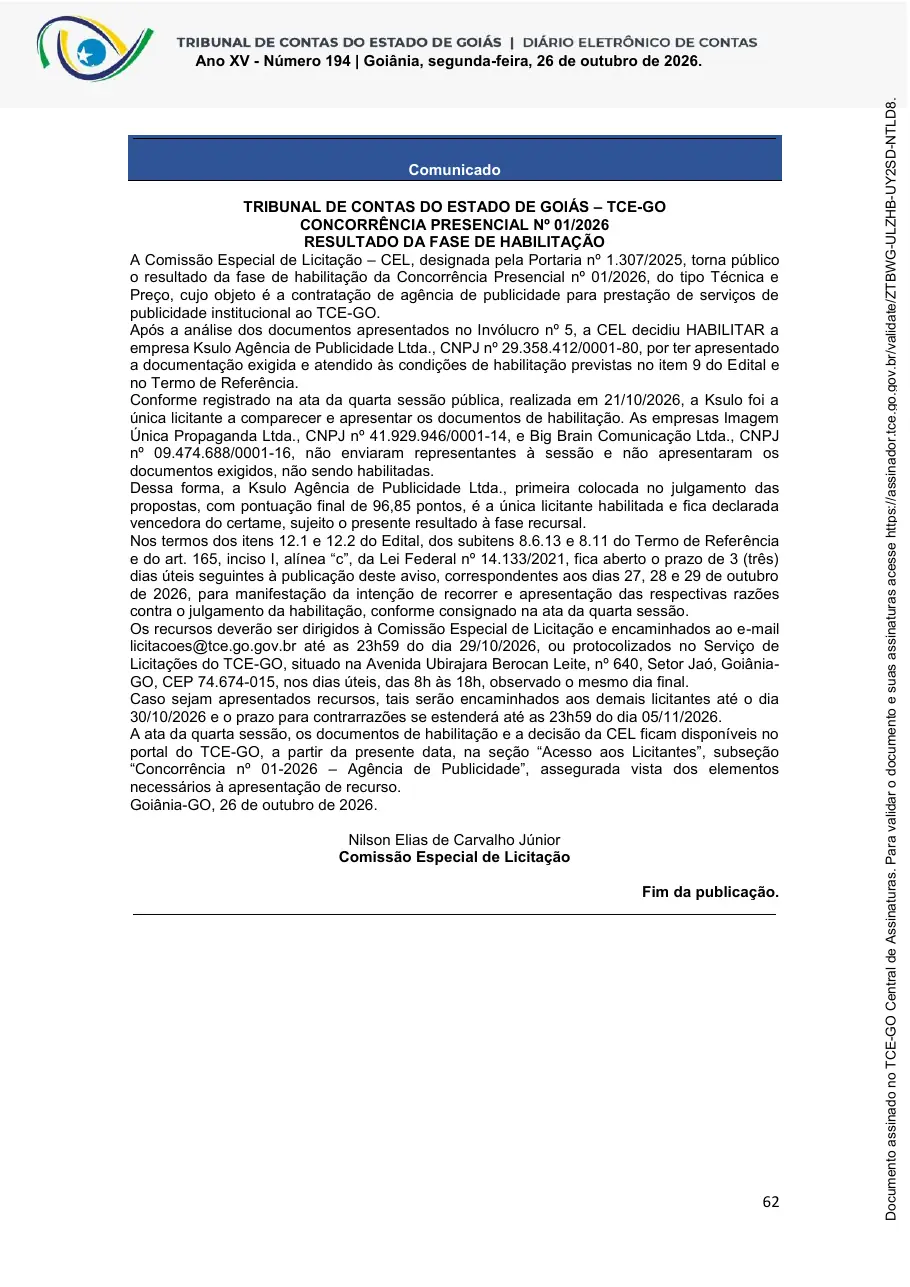 TRIBUNAL DE CONTAS DO ESTADO DE GOIÁS | DIÁRIO ELETRÔNICO DE CONTAS
Ano XV - Número 194 | Goiânia, segunda-feira, 26 de outubro de 2026.
Comunicado
TRIBUNAL DE CONTAS DO ESTADO DE GOIÁS – TCE-GO
CONCORRÊNCIA PRESENCIAL Nº 01/2026
RESULTADO DA FASE DE HABILITAÇÃO
A Comissão Especial de Licitação – CEL, designada pela Portaria nº 1.307/2025, torna público
o resultado da fase de habilitação da Concorrência Presencial nº 01/2026, do tipo Técnica e
Preço, cujo objeto é a contratação de agência de publicidade para prestação de serviços de
publicidade institucional ao TCE-GO.
Após a análise dos documentos apresentados no Invólucro nº 5, a CEL decidiu HABILITAR a
empresa Ksulo Agência de Publicidade Ltda., CNPJ nº 29.358.412/0001-80, por ter apresentado
a documentação exigida e atendido às condições de habilitação previstas no item 9 do Edital e
no Termo de Referência.
Conforme registrado na ata da quarta sessão pública, realizada em 21/10/2026, a Ksulo foi a
única licitante a comparecer e apresentar os documentos de habilitação. As empresas Imagem
Única Propaganda Ltda., CNPJ nº 41.929.946/0001-14, e Big Brain Comunicação Ltda., CNPJ
nº 09.474.688/0001-16, não enviaram representantes à sessão e não apresentaram os
documentos exigidos, não sendo habilitadas.
Dessa forma, a Ksulo Agência de Publicidade Ltda., primeira colocada no julgamento das
propostas, com pontuação final de 96,85 pontos, é a única licitante habilitada e fica declarada
vencedora do certame, sujeito o presente resultado à fase recursal.
Nos termos dos itens 12.1 e 12.2 do Edital, dos subitens 8.6.13 e 8.11 do Termo de Referência
e do art. 165, inciso I, alínea “c”, da Lei Federal nº 14.133/2021, fica aberto o prazo de 3 (três)
dias úteis seguintes à publicação deste aviso, correspondentes aos dias 27, 28 e 29 de outubro
de 2026, para manifestação da intenção de recorrer e apresentação das respectivas razões
contra o julgamento da habilitação, conforme consignado na ata da quarta sessão.
Os recursos deverão ser dirigidos à Comissão Especial de Licitação e encaminhados ao e-mail
licitacoes@tce.go.gov.br até as 23h59 do dia 29/10/2026, ou protocolizados no Serviço de
Licitações do TCE-GO, situado na Avenida Ubirajara Berocan Leite, nº 640, Setor Jaó, Goiânia-
GO, CEP 74.674-015, nos dias úteis, das 8h às 18h, observado o mesmo dia final.
Caso sejam apresentados recursos, tais serão encaminhados aos demais licitantes até o dia
30/10/2026 e o prazo para contrarrazões se estenderá até as 23h59 do dia 05/11/2026.
A ata da quarta sessão, os documentos de habilitação e a decisão da CEL ficam disponíveis no
portal do TCE-GO, a partir da presente data, na seção “Acesso aos Licitantes”, subseção
“Concorrência nº 01-2026 – Agência de Publicidade”, assegurada vista dos elementos
necessários à apresentação de recurso.
Goiânia-GO, 26 de outubro de 2026.
Nilson Elias de Carvalho Júnior
Comissão Especial de Licitação
Fim da publicação.
62
Documento assinado no TCE-GO Central de Assinaturas. Para validar o documento e suas assinaturas acesse https://assinador.tce.go.gov.br/validate/ZTBWG-ULZHB-UY2SD-NTLD8.